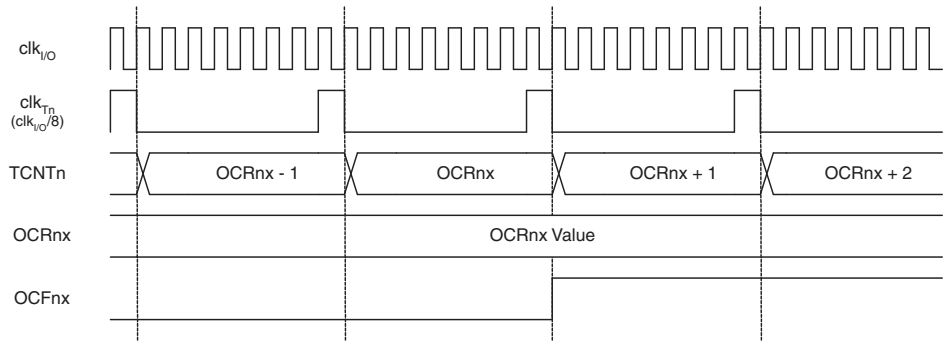 clkI/O
clkTn
(clkI/O/8)
TCNTn
OCRnx - 1
OCRnx
OCRnx + 1
OCRnx + 2
OCRnx
OCRnx Value
OCFnx